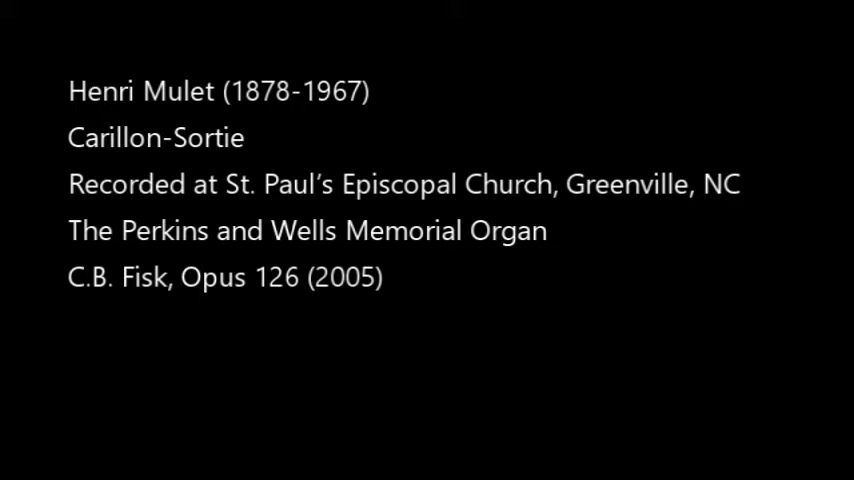 Henri Mulet (1878-1967)
Carillon-Sortie
Recorded at St. Paul’s Episcopal Church, Greenville, NC
The Perkins and Wells Memorial Organ
C.B. Fisk, Opus 126 (2005)